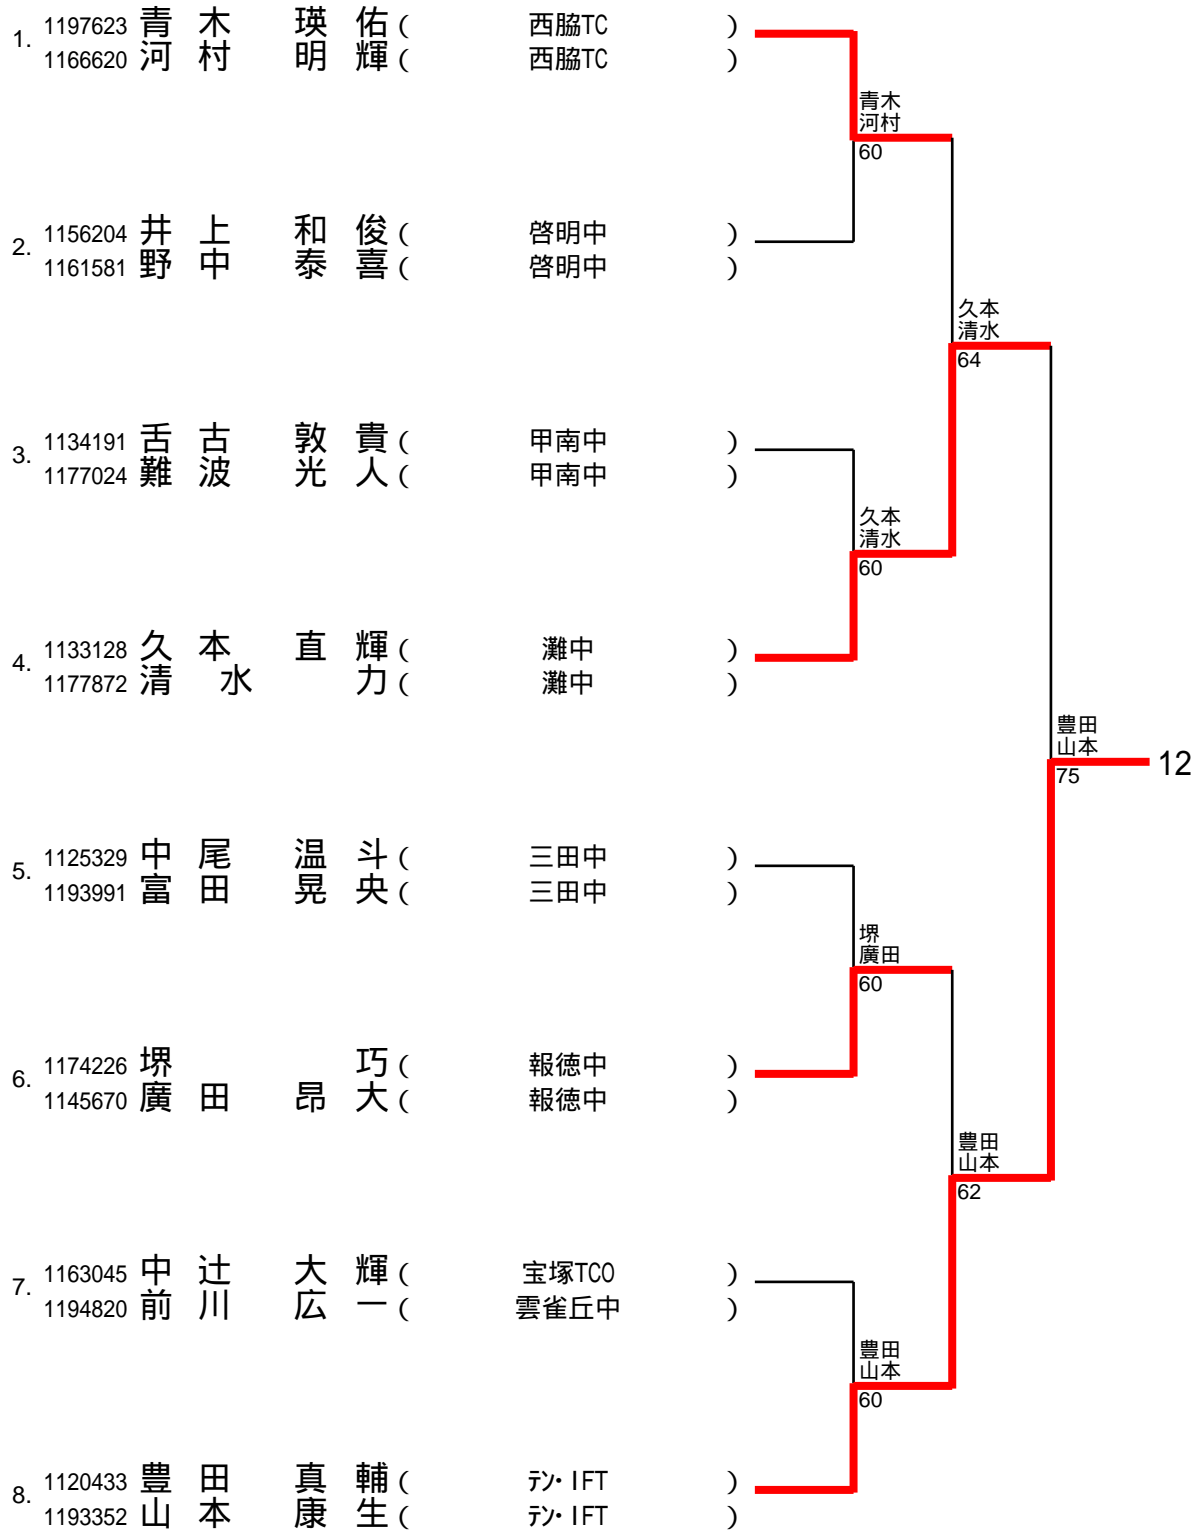 1. 1197623 青木 瑛佑 ( 西脇TC )
1166620 河村 明輝 ( 西脇TC )
青木
河村
60
2. 1156204 井上 和俊 ( 啓明中 )
1161581 野中 泰喜 ( 啓明中 )
久本
清水
64
3. 1134191 舌古 敦貴 ( 甲南中 )
1177024 難波 光人 ( 甲南中 )
久本
清水
60
4. 1133128 久本 直輝 ( 灘中 )
1177872 清水 力 ( 灘中 )
豊田
山本
75
12
5. 1125329 中尾 温斗 ( 三田中 )
1193991 富田 晃央 ( 三田中 )
堺
廣田
60
6. 1174226 堺 巧 ( 報徳中 )
1145670 廣田 昂大 ( 報徳中 )
豊田
山本
62
7. 1163045 中辻 大輝 ( 宝塚TCO )
1194820 前川 広一 ( 雲雀丘中 )
豊田
山本
60
8. 1120433 豊田 真輔 ( ﾃﾝ・IFT )
1193352 山本 康生 ( ﾃﾝ・IFT )